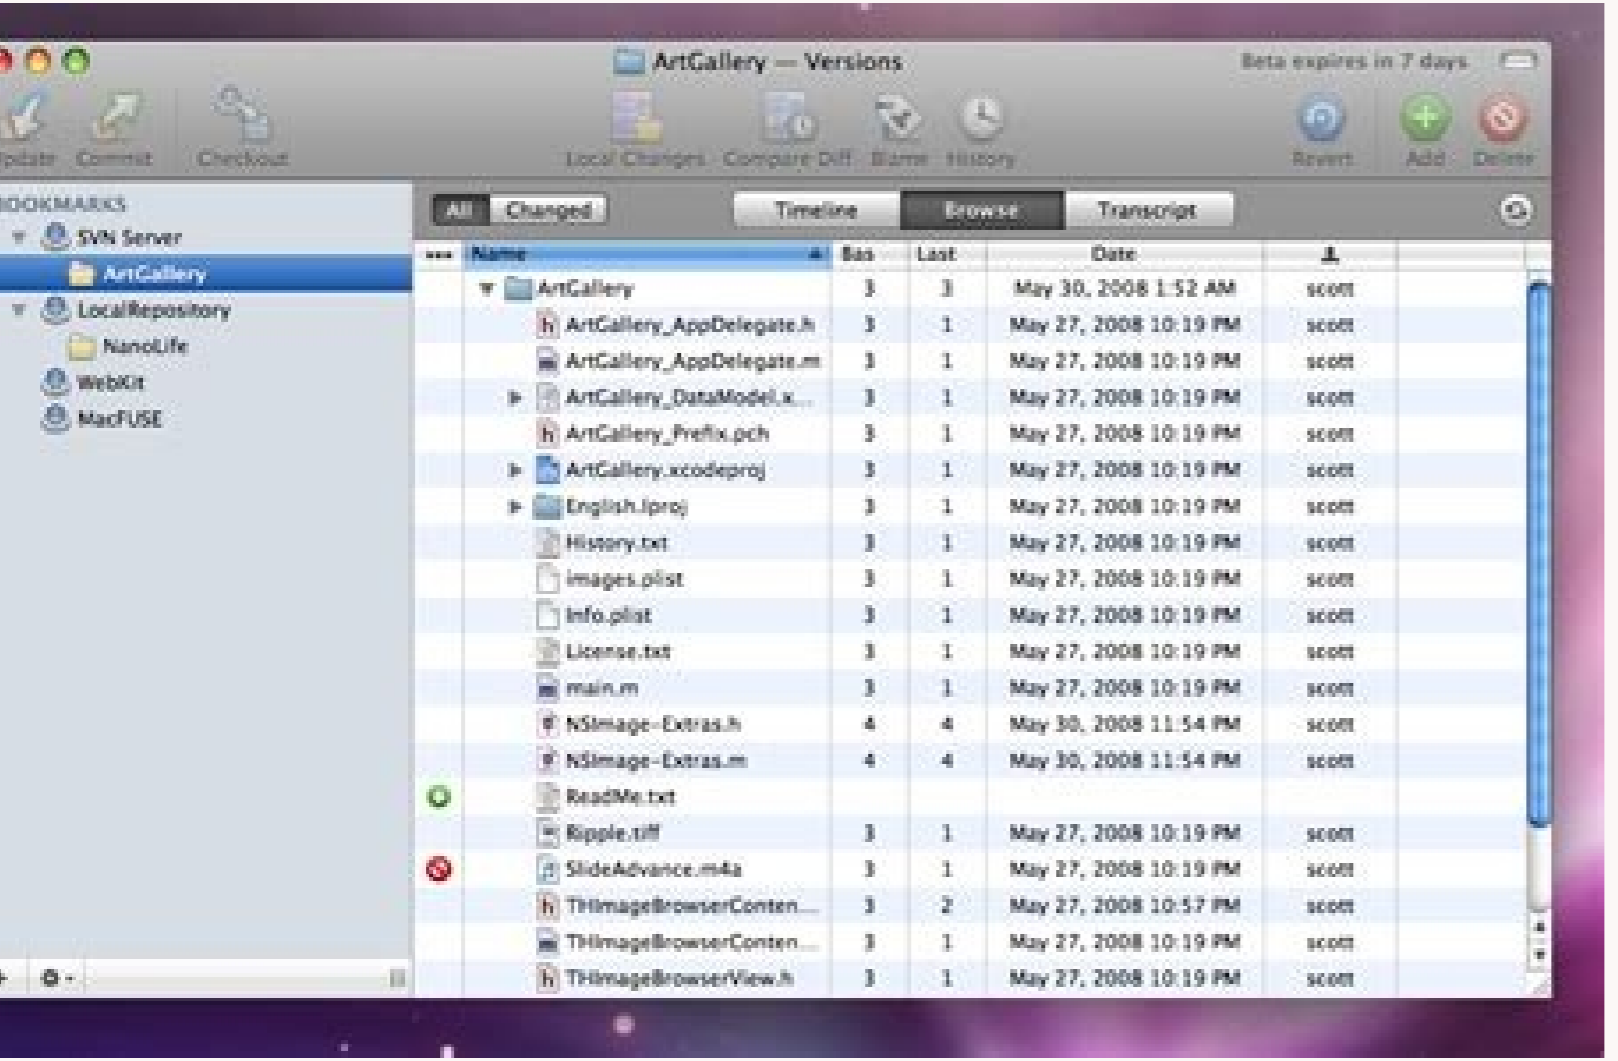 ArtGallery — Versions
Beta expires in 7 days
Update Commit Checkout Local Changes Compare Diff Blame History Revert Add Delete
BOOKMARKS
SVN Server
ArtGallery
LocalRepository
NanoLife
WebKit
MacFUSE
All Changed Timeline Browse Transcript
Name Bas Last Date
ArtGallery 3 3 May 30, 2008 1:52 AM scott
h ArtGallery_AppDelegate.h 3 1 May 27, 2008 10:19 PM scott
m ArtGallery_AppDelegate.m 3 1 May 27, 2008 10:19 PM scott
ArtGallery_DataModel.x... 3 1 May 27, 2008 10:19 PM scott
h ArtGallery_Prefix.pch 3 1 May 27, 2008 10:19 PM scott
ArtGallery.xcodeproj 3 1 May 27, 2008 10:19 PM scott
English.lproj 3 1 May 27, 2008 10:19 PM scott
History.txt 3 1 May 27, 2008 10:19 PM scott
images.plist 3 1 May 27, 2008 10:19 PM scott
Info.plist 3 1 May 27, 2008 10:19 PM scott
License.txt 3 1 May 27, 2008 10:19 PM scott
m main.m 3 1 May 27, 2008 10:19 PM scott
NSImage-Extras.h 4 4 May 30, 2008 11:54 PM scott
NSImage-Extras.m 4 4 May 30, 2008 11:54 PM scott
ReadMe.txt
Ripple.tiff 3 1 May 27, 2008 10:19 PM scott
SlideAdvance.m4a 3 1 May 27, 2008 10:19 PM scott
h THImageBrowserConten... 3 2 May 27, 2008 10:57 PM scott
m THImageBrowserConten... 3 1 May 27, 2008 10:19 PM scott
h THImageBrowserView.h 3 1 May 27, 2008 10:19 PM scott